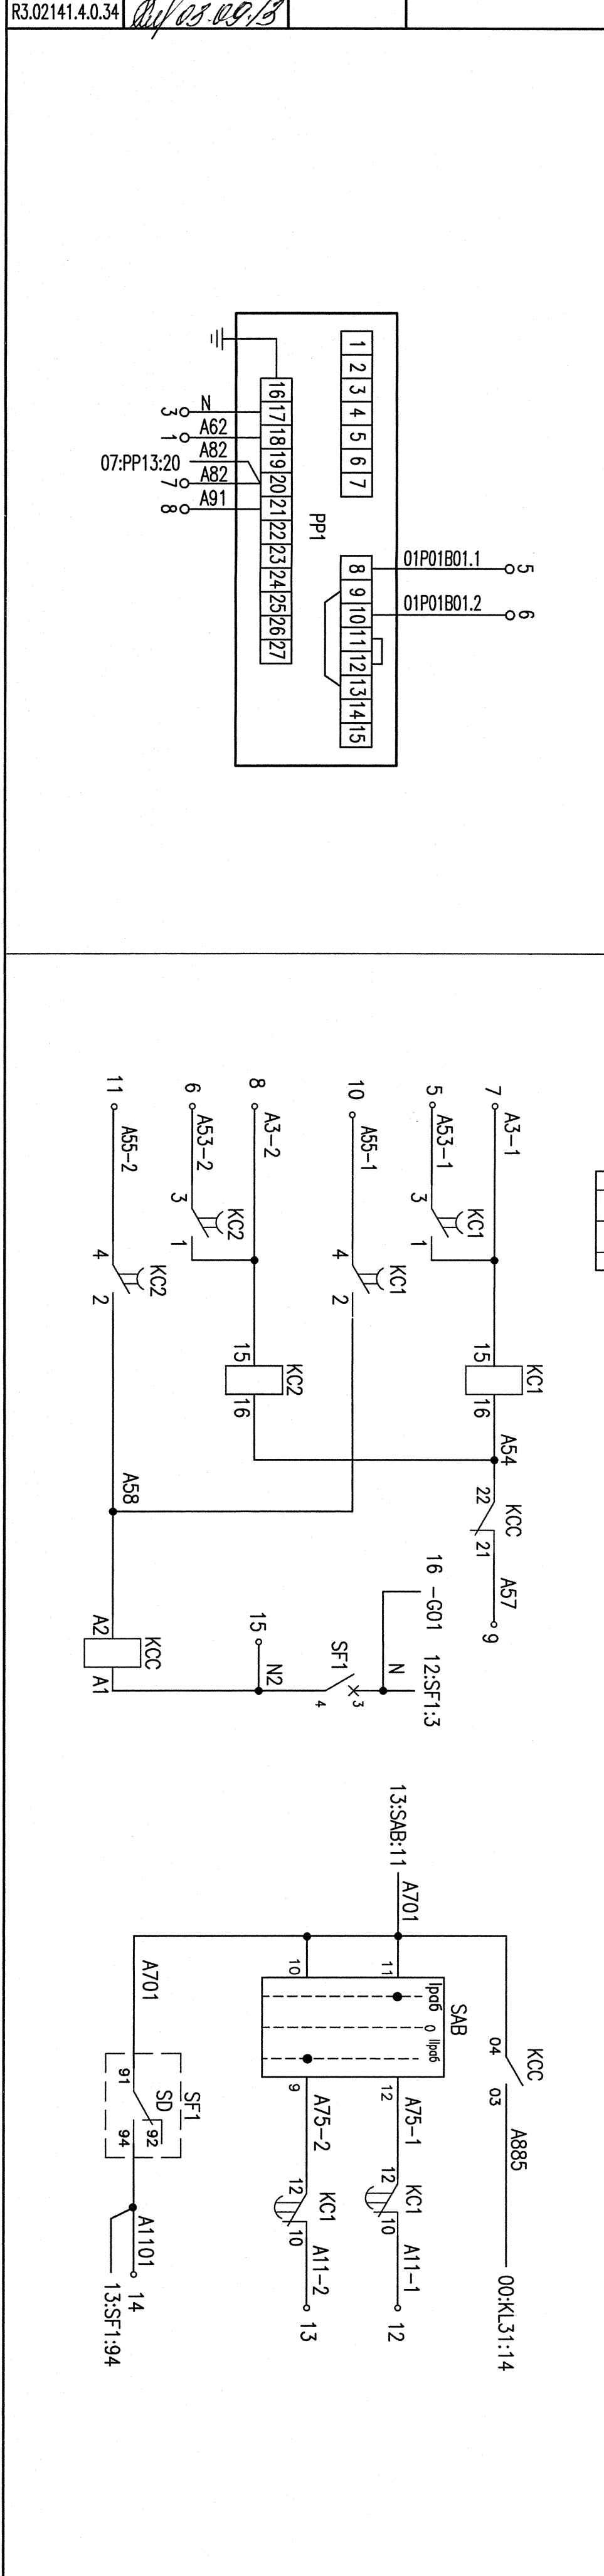 R3.02141.4.0.34
03.09.13
1 2 3 4 5 6 7
16 17 18 19 20 21 22 23 24 25 26 27
PP1
8 9 10 11 12 13 14 15
3 N
1 A62
07:PP13:20 A82
7 A82
8 A91
01P01B01.1 5
01P01B01.2 6
7 A3-1
5 A53-1
3 KC1 1
15 KC1 16
A54
22 KCC 21
A57 9
10 A55-1
4 KC1 2
8 A3-2
6 A53-2
3 KC2 1
15 KC2 16
11 A55-2
4 KC2 2
A58
A2 KCC A1
15 N2
4 SF1 3
N 12:SF1:3
16 -G01
13:SAB:11 A701
04 KCC 03
A885 00:KL31:14
11 Iраб 0 IIраб SAB
10
12 A75-1
12 KC1 10
A11-1 12
9 A75-2
12 KC1 10
A11-2 13
A701
91 SD 92 94 SF1
A1101 14
13:SF1:94